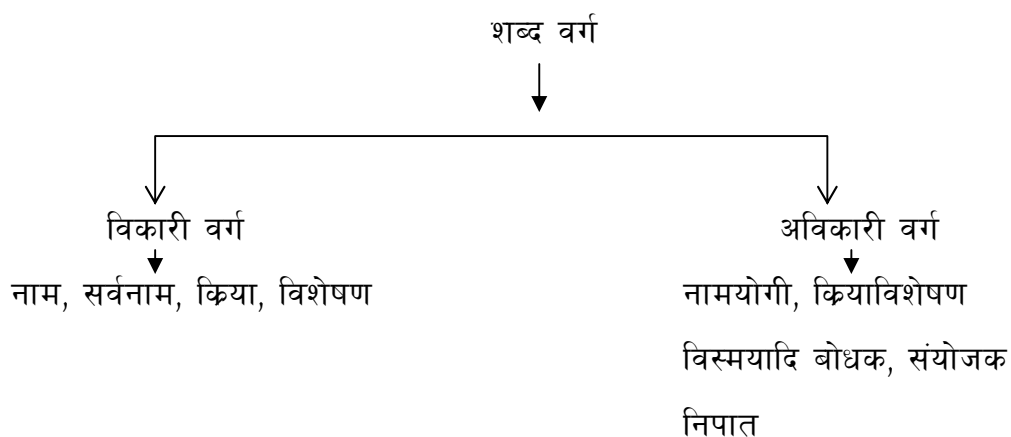 शब्द वर्ग
विकारी वर्ग
नाम, सर्वनाम, क्रिया, विशेषण
अविकारी वर्ग
नामयोगी, क्रियाविशेषण
विस्मयादि बोधक, संयोजक
निपात